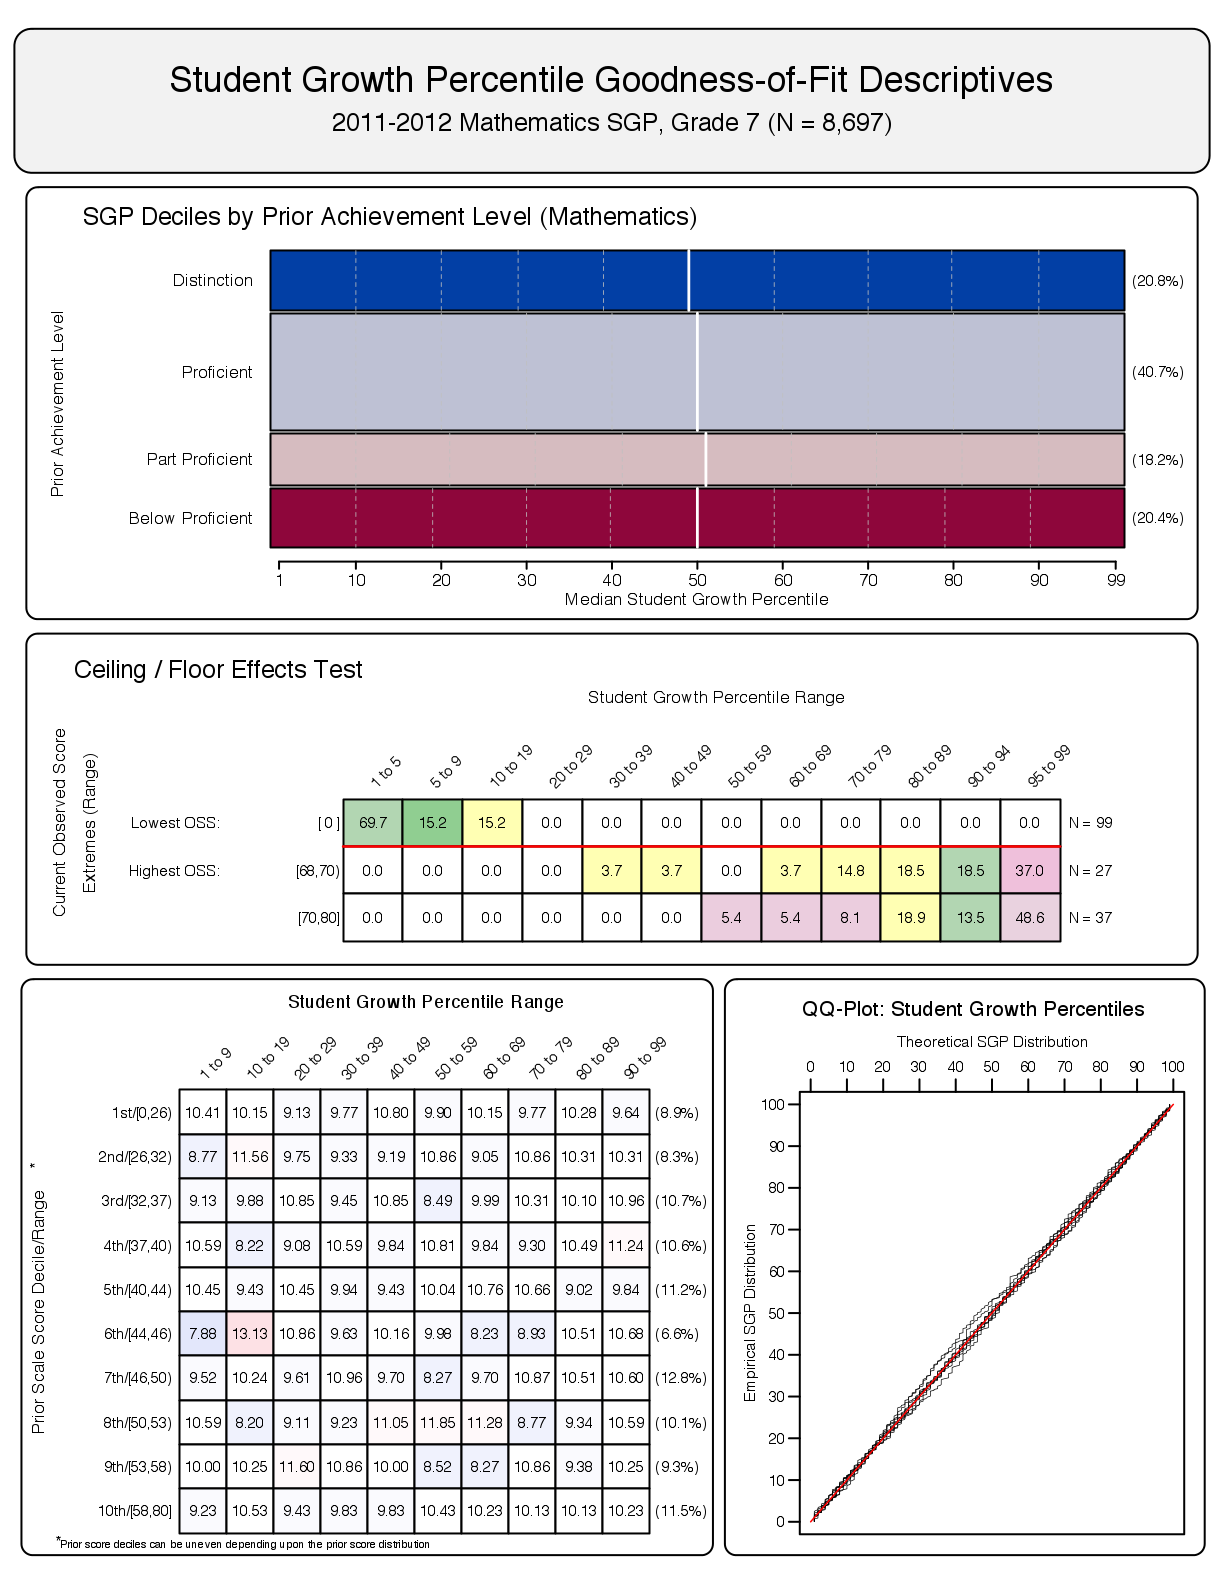 Student Growth Percentile Goodness-of-Fit Descriptives
2011-2012 Mathematics SGP, Grade 7 (N = 8,697)
SGP Deciles by Prior Achievement Level (Mathematics)
Prior Achievement Level
Distinction (20.8%)
Proficient (40.7%)
Part Proficient (18.2%)
Below Proficient (20.4%)
1 10 20 30 40 50 60 70 80 90 99
Median Student Growth Percentile
Ceiling / Floor Effects Test
Student Growth Percentile Range
Current Observed Score
Extremes (Range)
1 to 5 5 to 9 10 to 19 20 to 29 30 to 39 40 to 49 50 to 59 60 to 69 70 to 79 80 to 89 90 to 94 95 to 99
Lowest OSS: [ 0 ] 69.7 15.2 15.2 0.0 0.0 0.0 0.0 0.0 0.0 0.0 0.0 0.0 N = 99
Highest OSS: [68,70) 0.0 0.0 0.0 0.0 3.7 3.7 0.0 3.7 14.8 18.5 18.5 37.0 N = 27
[70,80] 0.0 0.0 0.0 0.0 0.0 0.0 5.4 5.4 8.1 18.9 13.5 48.6 N = 37
Student Growth Percentile Range
Prior Scale Score Decile/Range *
1 to 9 10 to 19 20 to 29 30 to 39 40 to 49 50 to 59 60 to 69 70 to 79 80 to 89 90 to 99
1st/[0,26) 10.41 10.15 9.13 9.77 10.80 9.90 10.15 9.77 10.28 9.64 (8.9%)
2nd/[26,32) 8.77 11.56 9.75 9.33 9.19 10.86 9.05 10.86 10.31 10.31 (8.3%)
3rd/[32,37) 9.13 9.88 10.85 9.45 10.85 8.49 9.99 10.31 10.10 10.96 (10.7%)
4th/[37,40) 10.59 8.22 9.08 10.59 9.84 10.81 9.84 9.30 10.49 11.24 (10.6%)
5th/[40,44) 10.45 9.43 10.45 9.94 9.43 10.04 10.76 10.66 9.02 9.84 (11.2%)
6th/[44,46) 7.88 13.13 10.86 9.63 10.16 9.98 8.23 8.93 10.51 10.68 (6.6%)
7th/[46,50) 9.52 10.24 9.61 10.96 9.70 8.27 9.70 10.87 10.51 10.60 (12.8%)
8th/[50,53) 10.59 8.20 9.11 9.23 11.05 11.85 11.28 8.77 9.34 10.59 (10.1%)
9th/[53,58) 10.00 10.25 11.60 10.86 10.00 8.52 8.27 10.86 9.38 10.25 (9.3%)
10th/[58,80] 9.23 10.53 9.43 9.83 9.83 10.43 10.23 10.13 10.13 10.23 (11.5%)
*Prior score deciles can be uneven depending upon the prior score distribution
QQ-Plot: Student Growth Percentiles
Theoretical SGP Distribution
0 10 20 30 40 50 60 70 80 90 100
Empirical SGP Distribution
100
90
80
70
60
50
40
30
20
10
0